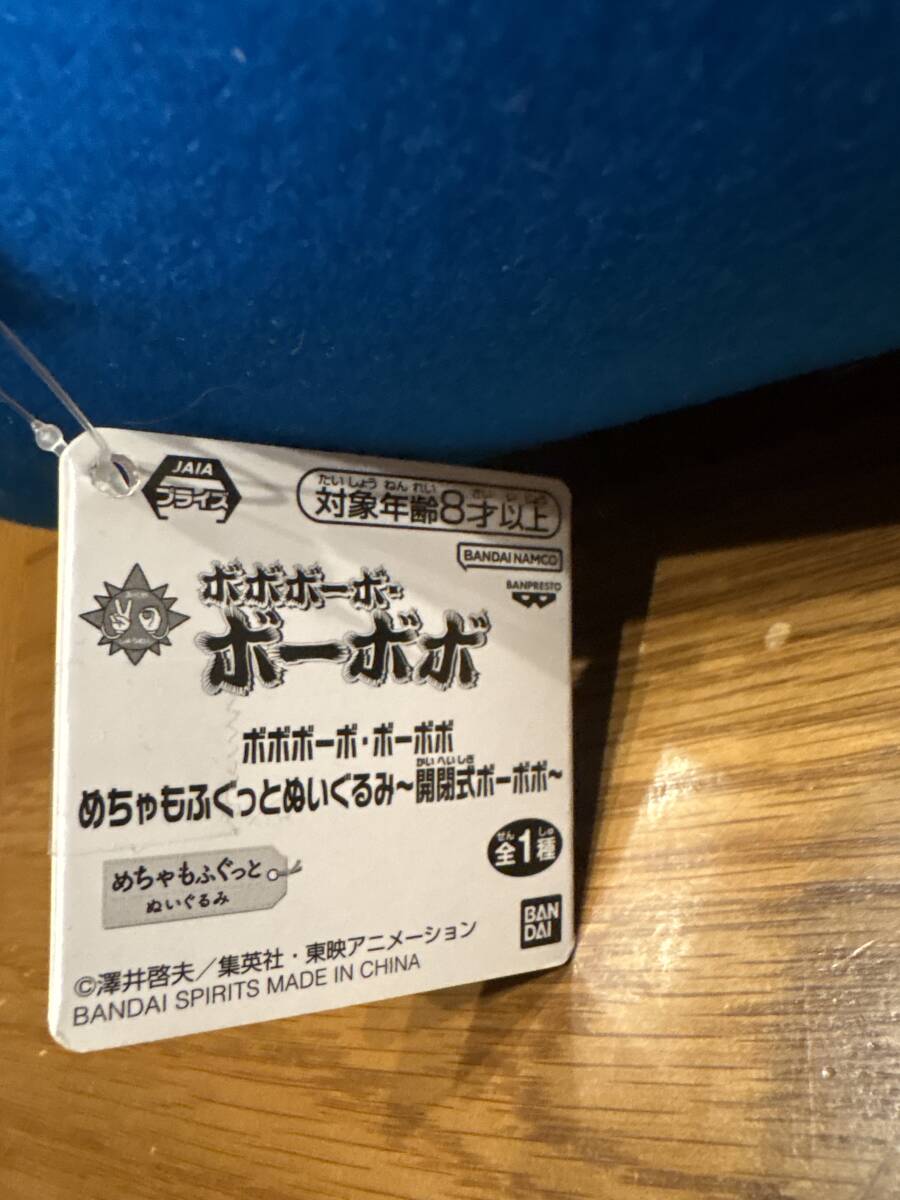 JAIA
プライズ
たいしょうねんれい さい い じょう
対象年齢8才以上
BANDAI NAMCO
BANPRESTO
ボボボーボ・
ボーボボ
ボボボーボ・ボーボボ
かいへいしき
めちゃもふぐっとぬいぐるみ~開閉式ボーボボ~
ぜん しゅ
全1種
めちゃもふぐっと
ぬいぐるみ
BAN
DAI
©澤井啓夫/集英社・東映アニメーション
BANDAI SPIRITS MADE IN CHINA